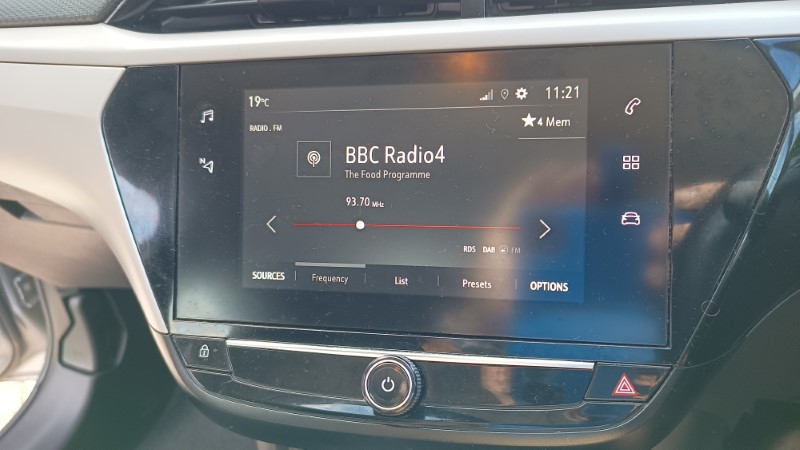 19°C
11:21
RADIO . FM
4 Mem
BBC Radio4
The Food Programme
93.70 MHz
RDS DAB FM
SOURCES Frequency List Presets OPTIONS
N